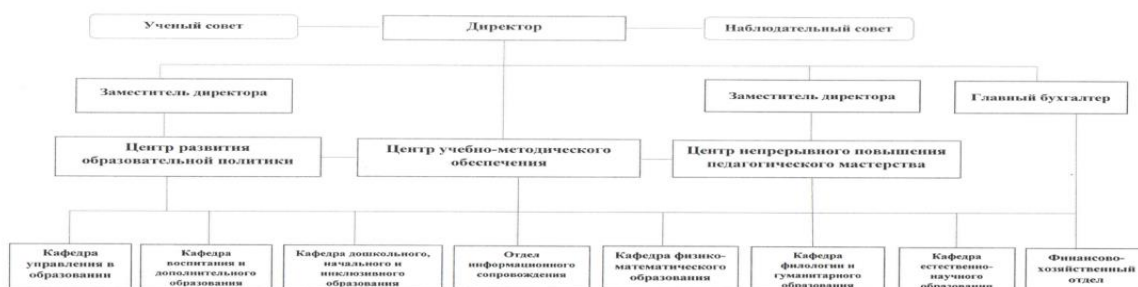 Ученый совет
Директор
Наблюдательный совет
Заместитель директора
Заместитель директора
Главный бухгалтер
Центр развития
образовательной политики
Центр учебно-методического
обеспечения
Центр непрерывного повышения
педагогического мастерства
Кафедра
управления в
образовании
Кафедра
воспитания и
дополнительного
образования
Кафедра дошкольного,
начального и
инклюзивного
образования
Отдел
информационного
сопровождения
Кафедра физико-
математического
образования
Кафедра
филологии и
гуманитарного
образования
Кафедра
естественно-
научного
образования
Финансово-
хозяйственный
отдел